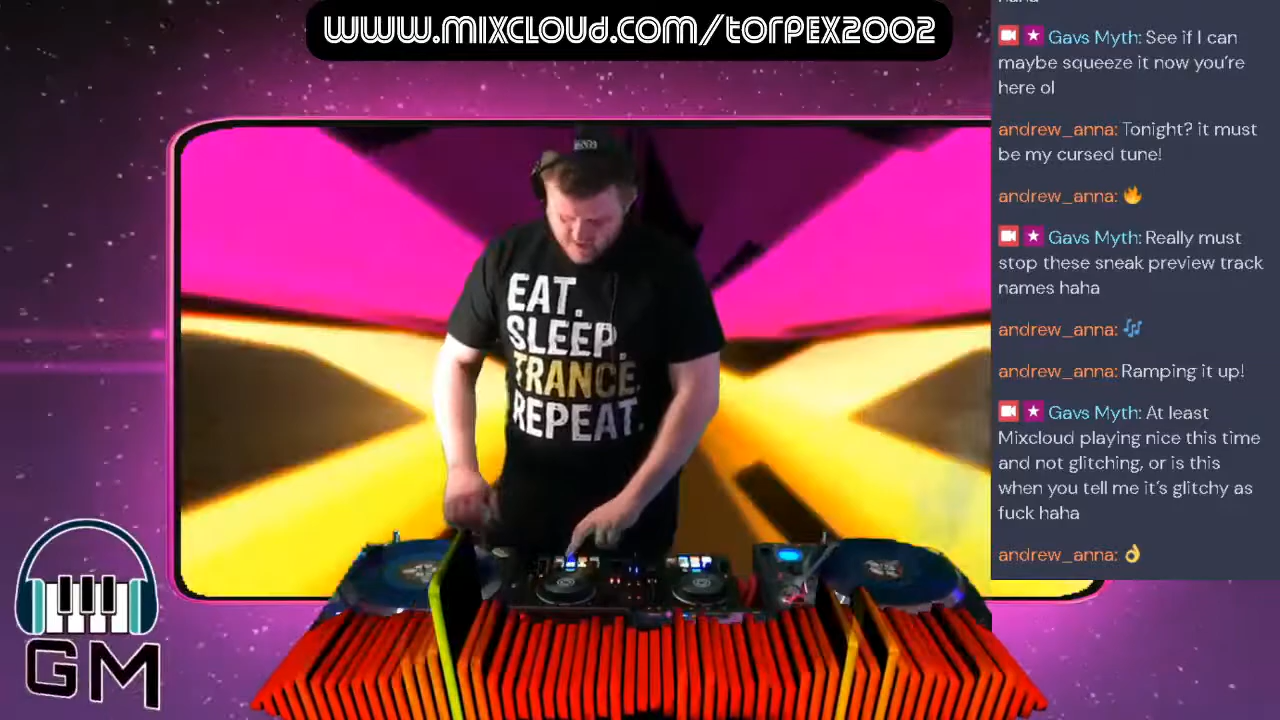 www.mixcloud.com/torpex2002
Gavs Myth: See if I can
maybe squeeze it now you're
here ol
andrew_anna: Tonight? it must
be my cursed tune!
andrew_anna: 🔥
Gavs Myth: Really must
stop these sneak preview track
names haha
andrew_anna: 🎶
andrew_anna: Ramping it up!
Gavs Myth: At least
Mixcloud playing nice this time
and not glitching, or is this
when you tell me it's glitchy as
fuck haha
andrew_anna: 👌
EAT.
SLEEP.
TRANCE.
REPEAT.
GM